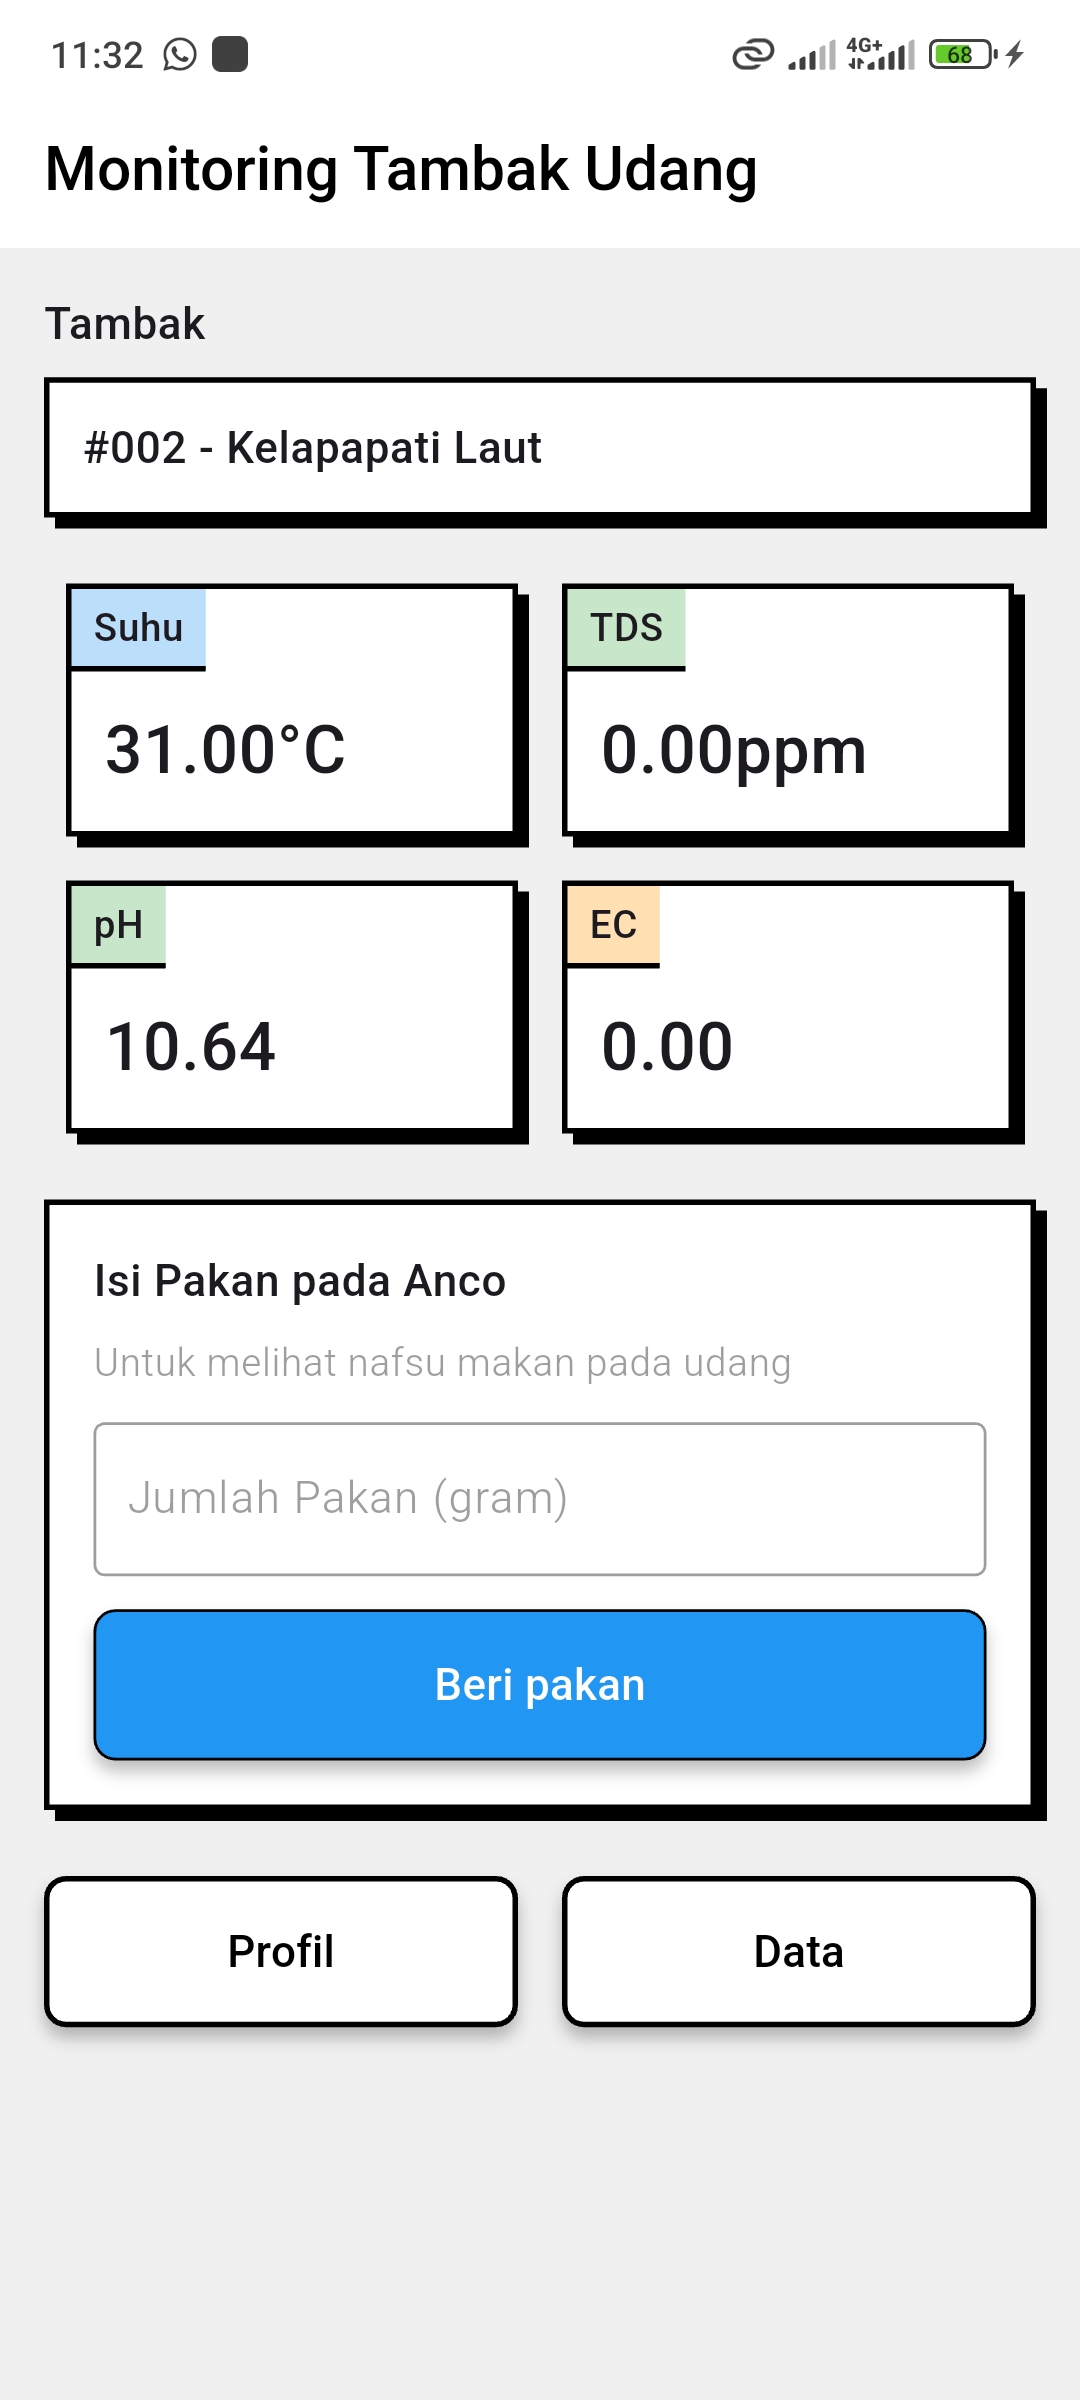 11:32
4G+
68
Monitoring Tambak Udang
Tambak
#002 - Kelapapati Laut
Suhu
31.00°C
TDS
0.00ppm
pH
10.64
EC
0.00
Isi Pakan pada Anco
Untuk melihat nafsu makan pada udang
Jumlah Pakan (gram)
Beri pakan
Profil
Data